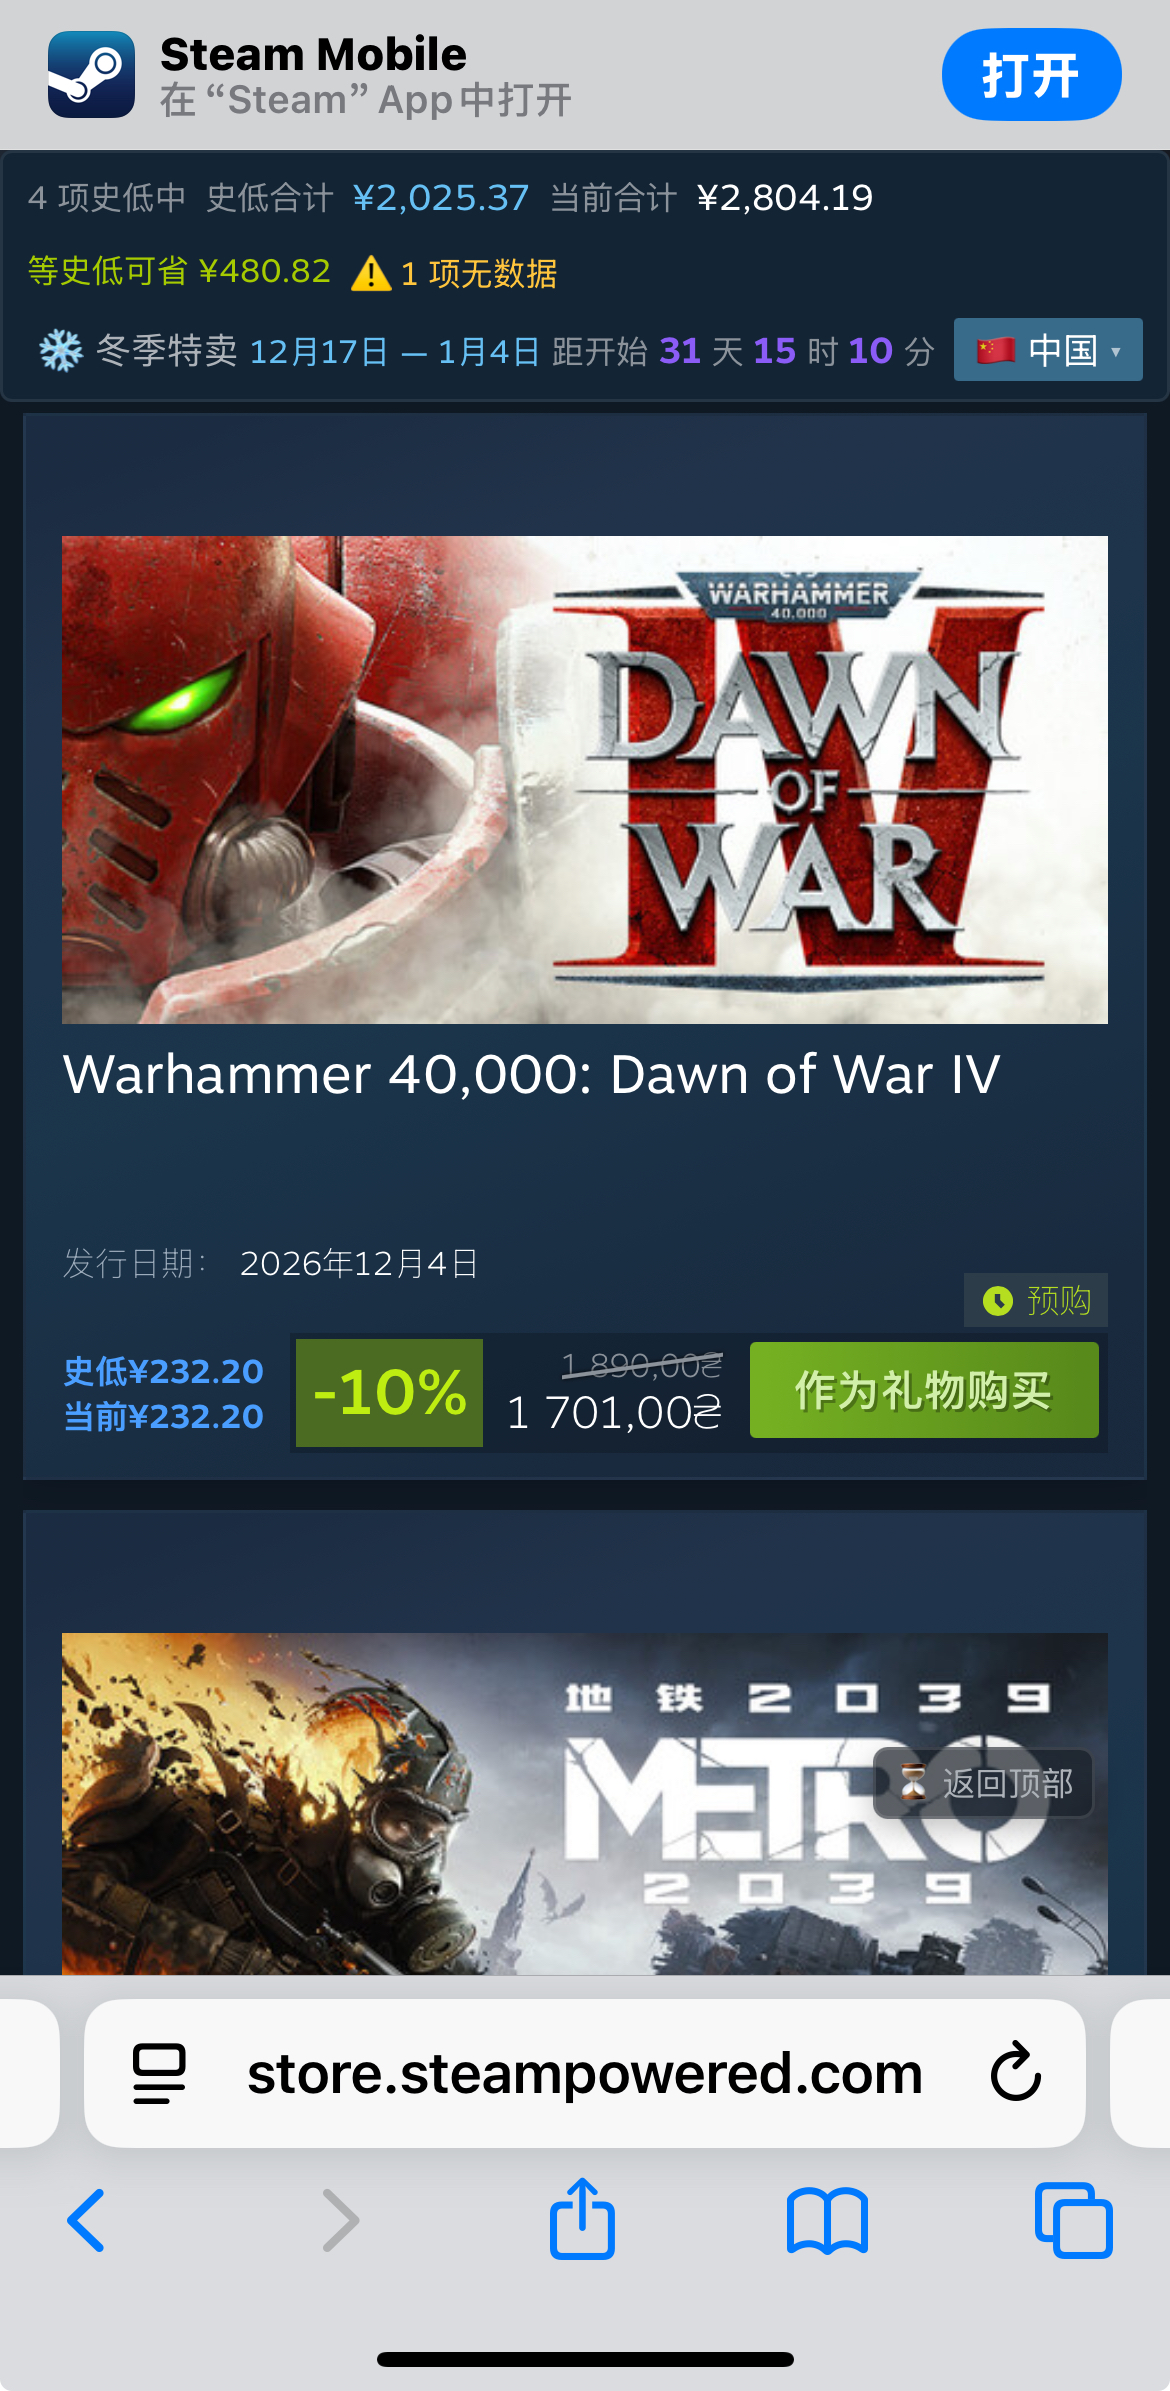 Steam Mobile
在“Steam”App中打开
打开
4 项史低中 史低合计 ¥2,025.37 当前合计 ¥2,804.19
等史低可省 ¥480.82 ⚠️ 1 项无数据
❄️ 冬季特卖 12月17日 — 1月4日 距开始 31 天 15 时 10 分 🇨🇳 中国 ▾
WARHAMMER
40,000
DAWN
OF
WAR
IV
Warhammer 40,000: Dawn of War IV
发行日期： 2026年12月4日
预购
史低¥232.20
当前¥232.20
-10%
1 890,00₴
1 701,00₴
作为礼物购买
地铁2039
METRO
2039
⏳ 返回顶部
store.steampowered.com